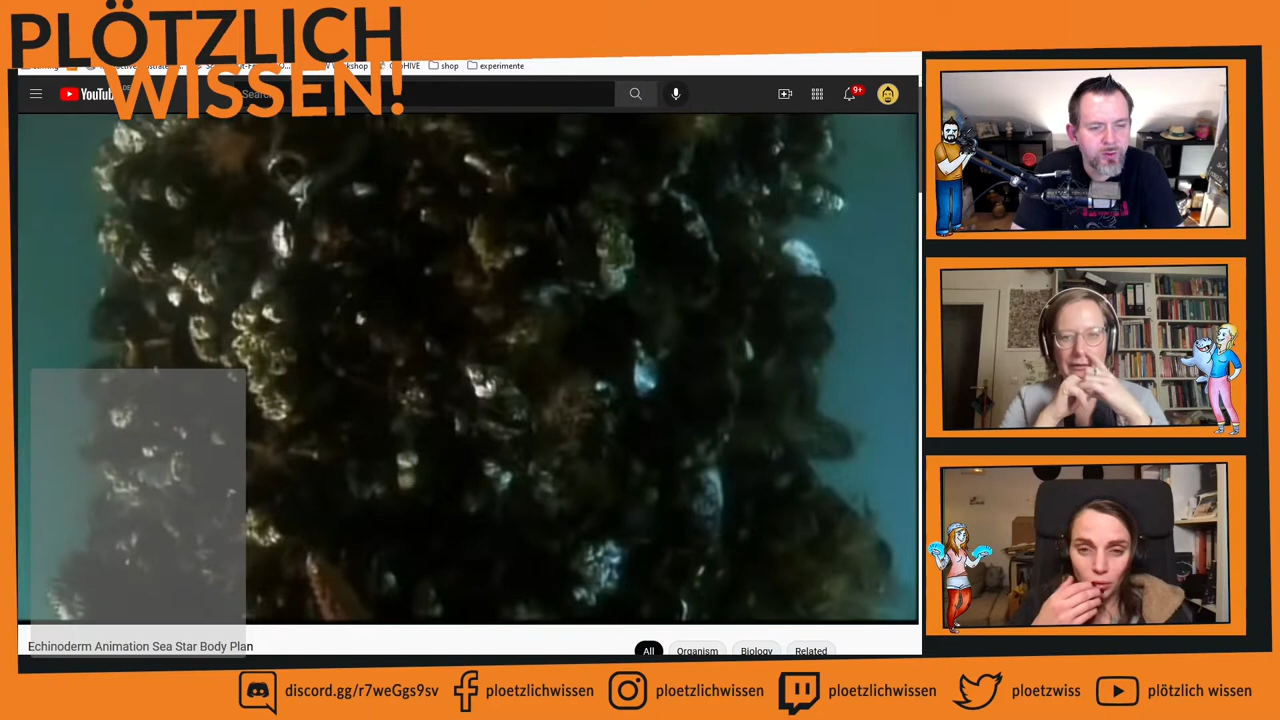 PLÖTZLICH
WISSEN!
shop
experimente
YouTube
9+
Echinoderm Animation Sea Star Body Plan
All
Organism
Biology
Related
discord.gg/r7weGgs9sv
ploetzlichwissen
ploetzlichwissen
ploetzlichwissen
ploetzwiss
plötzlich wissen